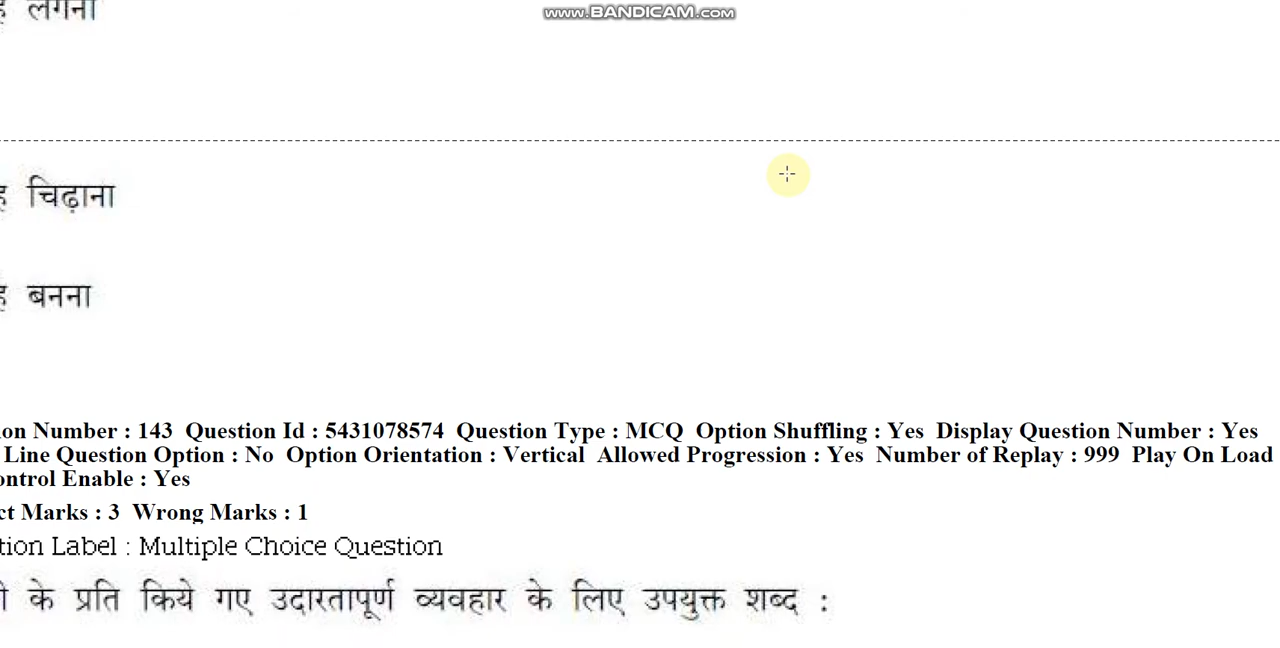 www.BANDICAM.com
लगना
चिढ़ाना
बनना
on Number : 143 Question Id : 5431078574 Question Type : MCQ Option Shuffling : Yes Display Question Number : Yes
Line Question Option : No Option Orientation : Vertical Allowed Progression : Yes Number of Replay : 999 Play On Load
ontrol Enable : Yes
ct Marks : 3 Wrong Marks : 1
tion Label : Multiple Choice Question
के प्रति किये गए उदारतापूर्ण व्यवहार के लिए उपयुक्त शब्द :